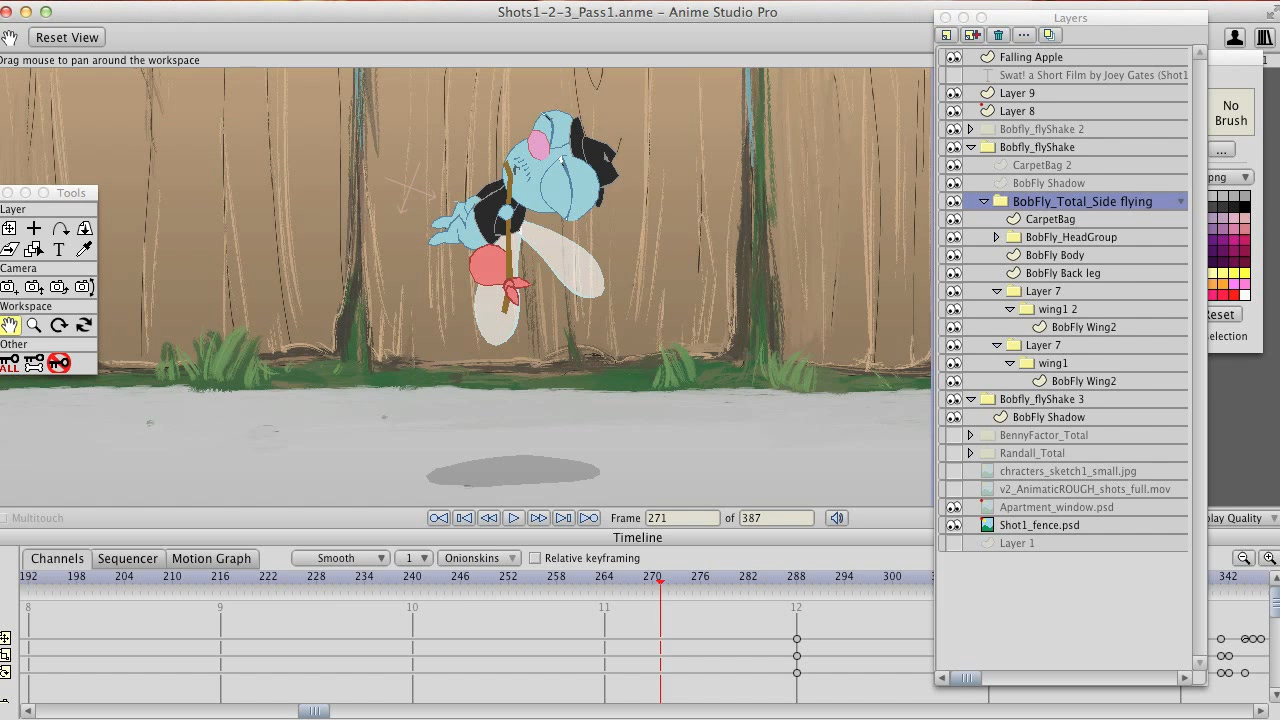 Shots1-2-3_Pass1.anme – Anime Studio Pro
Reset View
Drag mouse to pan around the workspace
Tools
Layer
T
Camera
Workspace
Other
ALL
Layers
Falling Apple
Swat! a Short Film by Joey Gates (Shot1
Layer 9
Layer 8
Bobfly_flyShake 2
Bobfly_flyShake
CarpetBag 2
BobFly Shadow
BobFly_Total_Side flying
CarpetBag
BobFly_HeadGroup
BobFly Body
BobFly Back leg
Layer 7
wing1 2
BobFly Wing2
Layer 7
wing1
BobFly Wing2
Bobfly_flyShake 3
BobFly Shadow
BennyFactor_Total
Randall_Total
chracters_sketch1_small.jpg
v2_AnimaticROUGH_shots_full.mov
Apartment_window.psd
Shot1_fence.psd
Layer 1
No
Brush
...
png
Reset
election
play Quality
Multitouch
Frame 271 of 387
Timeline
Channels Sequencer Motion Graph Smooth 1 Onionskins Relative keyframing
192 198 204 210 216 222 228 234 240 246 252 258 264 270 276 282 288 294 300 342
8 9 10 11 12